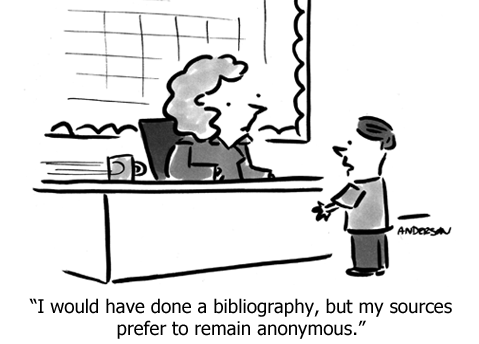 ANDERSON
“I would have done a bibliography, but my sources
prefer to remain anonymous.”